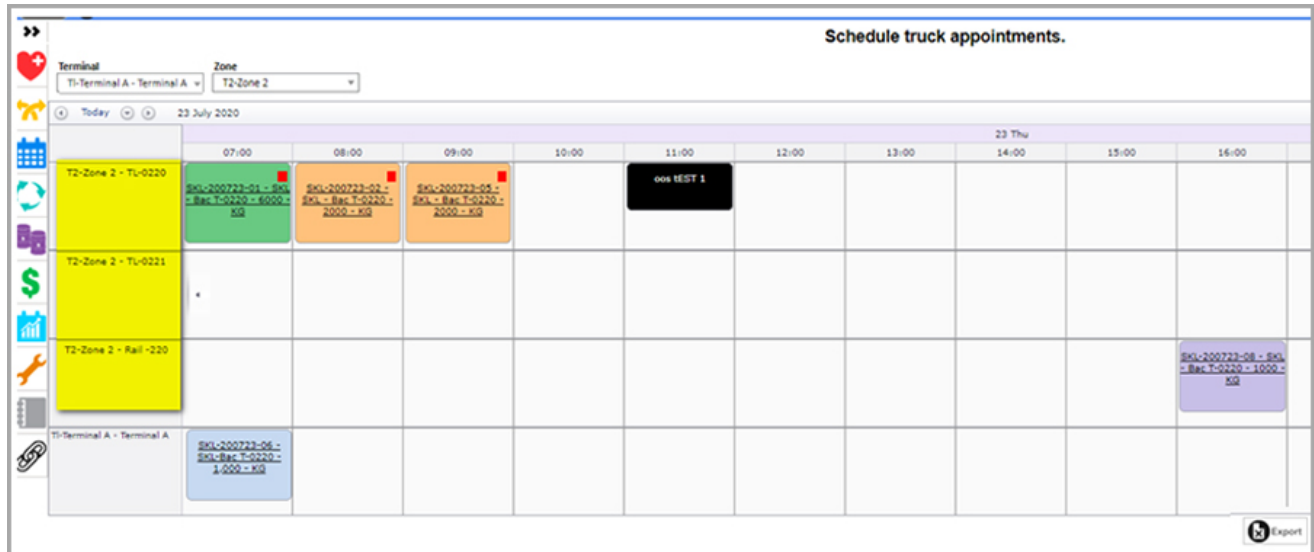 Schedule truck appointments.
Terminal
Zone
TI-Terminal A - Terminal A
T2-Zone 2
Today
23 July 2020
23 Thu
07:00
08:00
09:00
10:00
11:00
12:00
13:00
14:00
15:00
16:00
T2-Zone 2 - TL-0220
SKL-200723-01 - SKL
- Bac T-0220 - 6000 -
KG
SKL-200723-02 -
SKL - Bac T-0220 -
2000 - KG
SKL-200723-05 -
SKL - Bac T-0220 -
2000 - KG
oos tEST 1
T2-Zone 2 - TL-0221
T2-Zone 2 - Rail -220
SKL-200723-08 - SKL
- Bac T-0220 - 1000 -
KG
TI-Terminal A - Terminal A
SKL-200723-06 -
SKL-Bac T-0220 -
1,000 - KG
Export